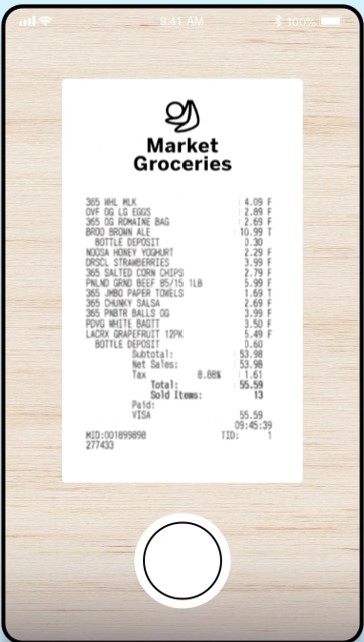 9:41 AM 100%
Market
Groceries
365 WHL MLK 4.09 F
OVF OG LG EGGS 2.89 F
365 OG ROMAINE BAG 2.69 F
BROO BROWN ALE 10.99 T
BOTTLE DEPOSIT 0.30
NOOSA HONEY YOGHURT 2.29 F
DRSCL STRAWBERRIES 3.99 F
365 SALTED CORN CHIPS 2.79 F
PNLND GRND BEEF 85/15 1LB 5.99 F
365 JMBO PAPER TOWELS 1.69 T
365 CHUNKY SALSA 2.69 F
365 PNBTR BALLS OG 3.99 F
PDVG WHITE BAGTT 3.50 F
LACRX GRAPEFRUIT 12PK 5.49 F
BOTTLE DEPOSIT 0.60
Subtotal: 53.98
Net Sales: 53.98
Tax 8.88% 1.61
Total: 55.59
Sold Items: 13
Paid:
VISA 55.59
09:45:39
MID:001899898 TID: 1
277433